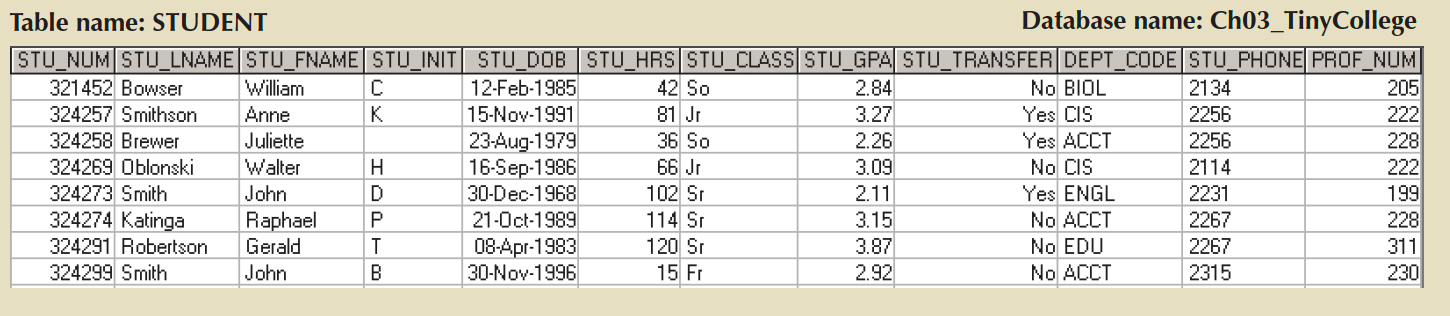 Table name: STUDENT Database name: Ch03_TinyCollege
STU_NUM STU_LNAME STU_FNAME STU_INIT STU_DOB STU_HRS STU_CLASS STU_GPA STU_TRANSFER DEPT_CODE STU_PHONE PROF_NUM
321452 Bowser William C 12-Feb-1985 42 So 2.84 No BIOL 2134 205
324257 Smithson Anne K 15-Nov-1991 81 Jr 3.27 Yes CIS 2256 222
324258 Brewer Juliette 23-Aug-1979 36 So 2.26 Yes ACCT 2256 228
324269 Oblonski Walter H 16-Sep-1986 66 Jr 3.09 No CIS 2114 222
324273 Smith John D 30-Dec-1968 102 Sr 2.11 Yes ENGL 2231 199
324274 Katinga Raphael P 21-Oct-1989 114 Sr 3.15 No ACCT 2267 228
324291 Robertson Gerald T 08-Apr-1983 120 Sr 3.87 No EDU 2267 311
324299 Smith John B 30-Nov-1996 15 Fr 2.92 No ACCT 2315 230